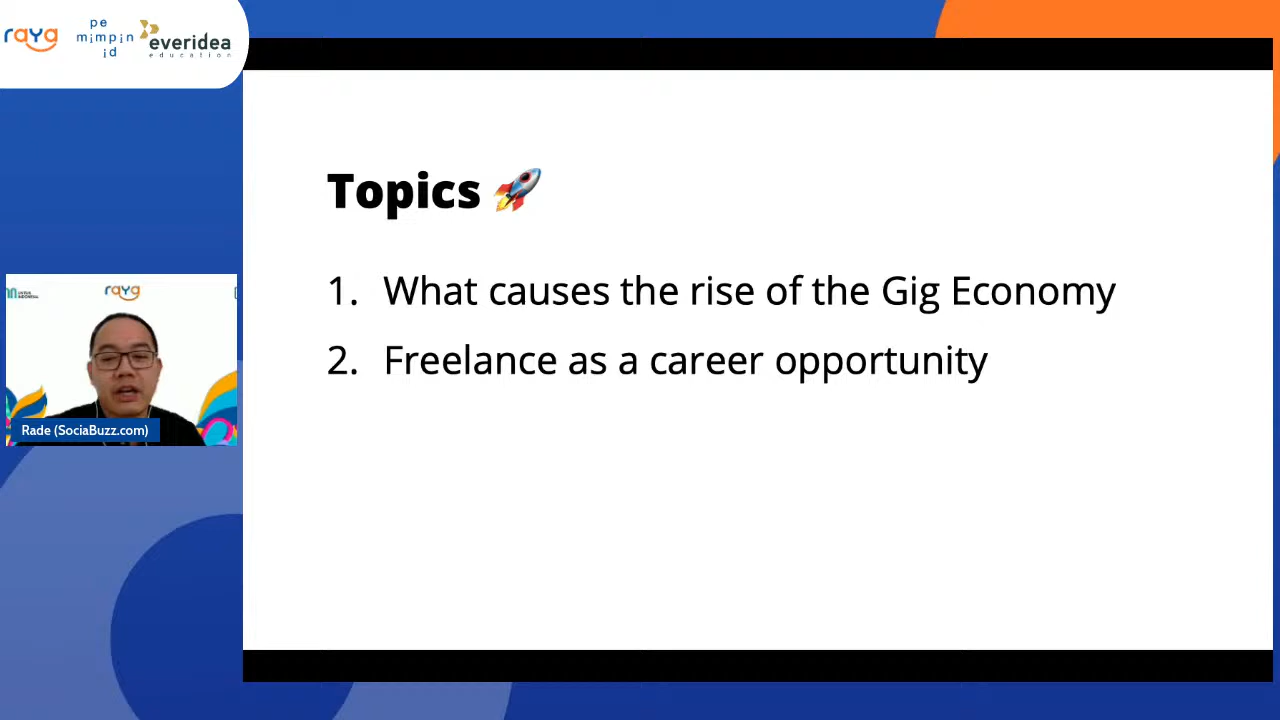 raya
pe
mimpin
id
everidea
education
Topics 🚀
1. What causes the rise of the Gig Economy
2. Freelance as a career opportunity
raya
Rade (SociaBuzz.com)